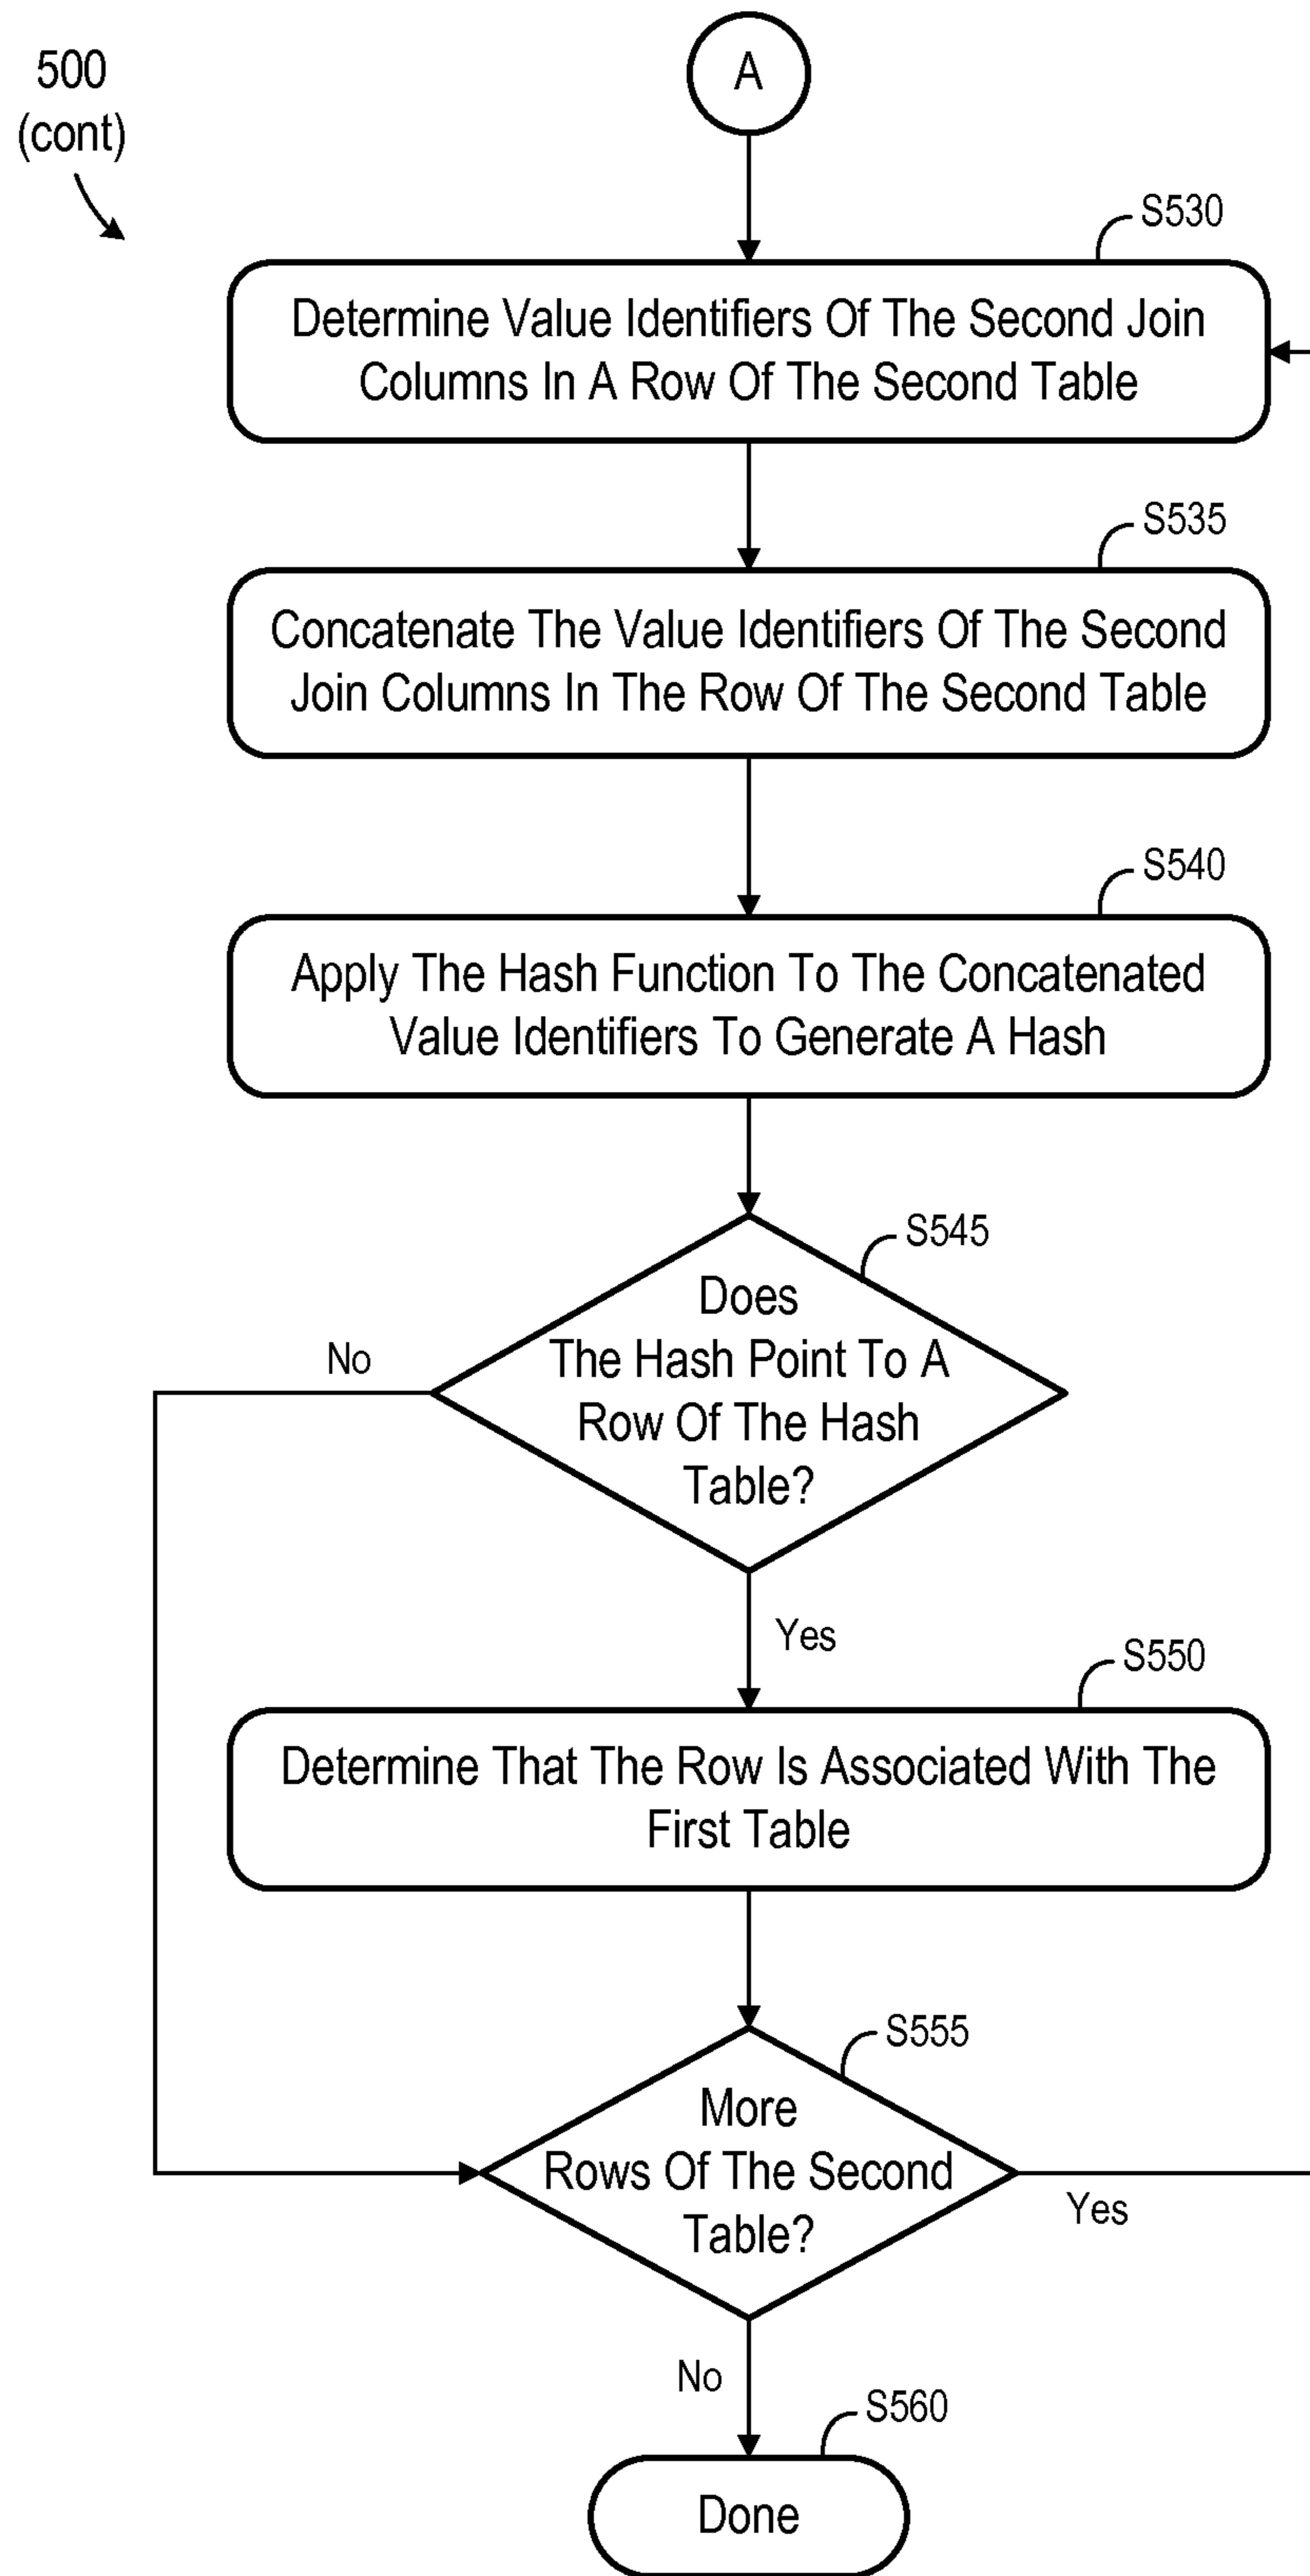 500
(cont)
A
S530
Determine Value Identifiers Of The Second Join
Columns In A Row Of The Second Table
S535
Concatenate The Value Identifiers Of The Second
Join Columns In The Row Of The Second Table
S540
Apply The Hash Function To The Concatenated
Value Identifiers To Generate A Hash
S545
Does
The Hash Point To A
Row Of The Hash
Table?
No
Yes
S550
Determine That The Row Is Associated With The
First Table
S555
More
Rows Of The Second
Table?
Yes
No
S560
Done